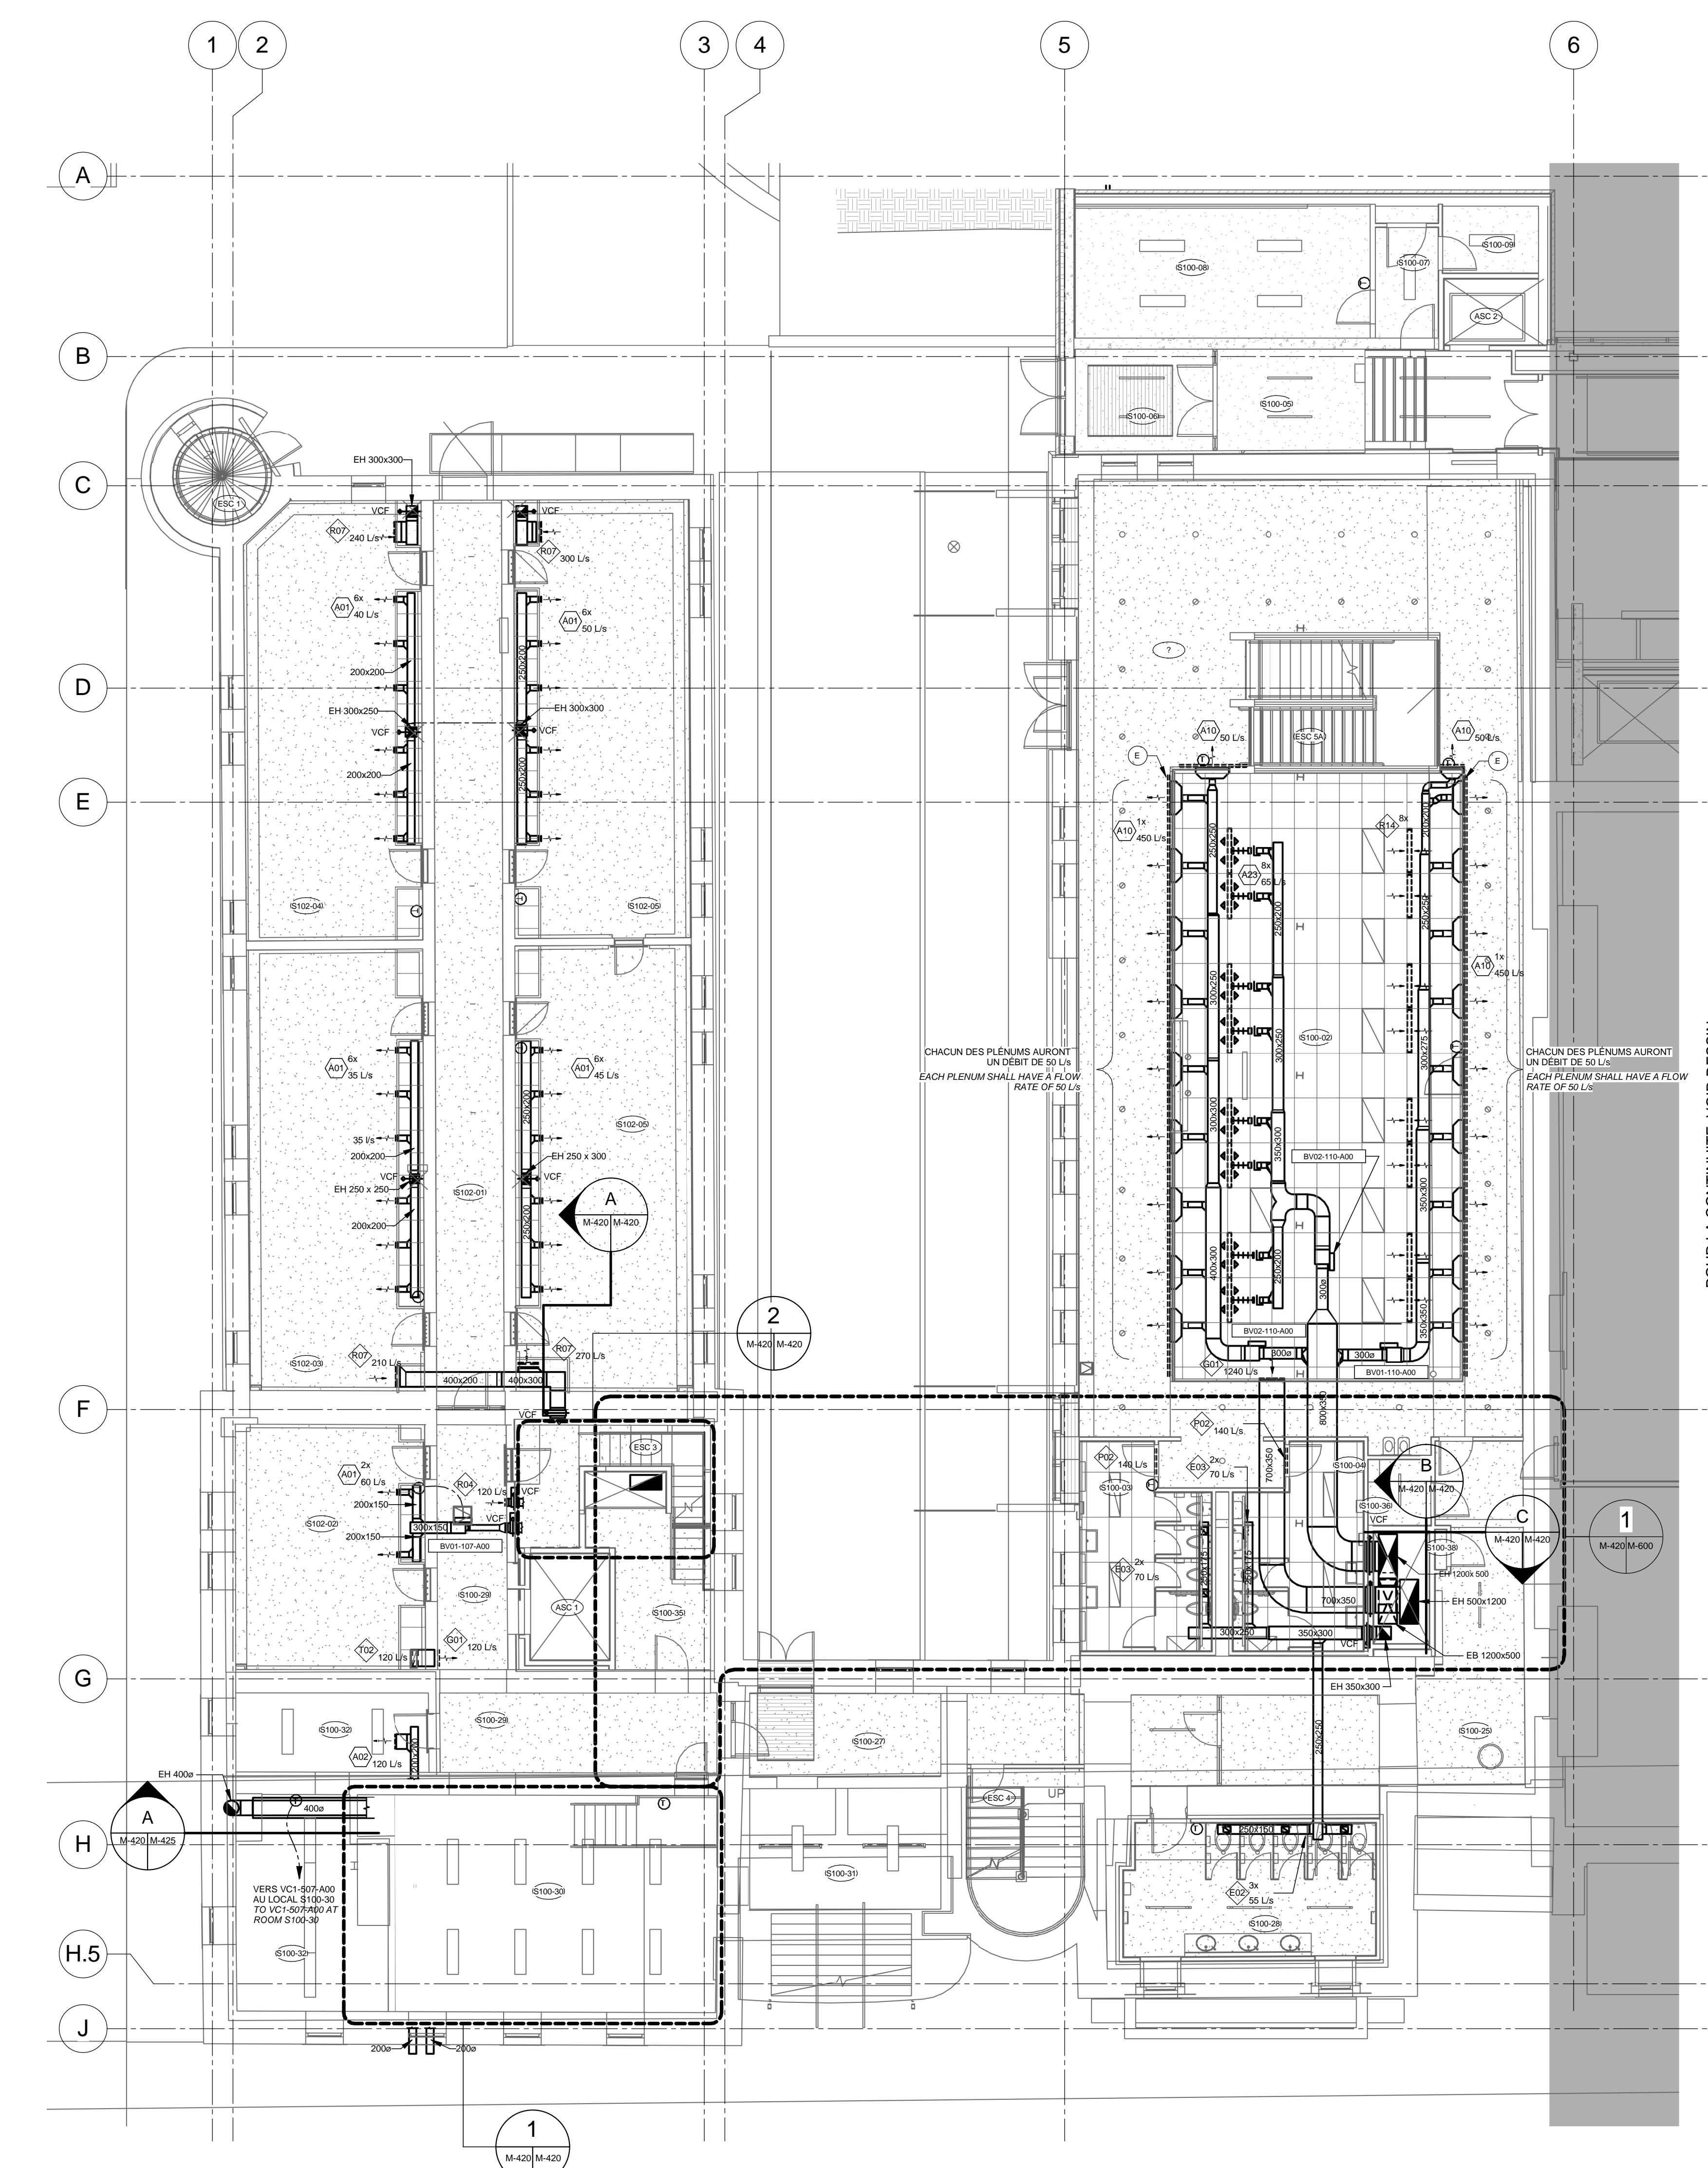 1
2
3
4
5
6
A
B
C
D
E
F
G
H
H.5
J
S100-08
S100-07
S100-09
ASC 2
S100-06
S100-05
ESC 1
EH 300x300
VCF
VCF
R07
240 L/s
R07
300 L/s
A01
6x
40 L/s
A01
6x
50 L/s
200x200
250x200
EH 300x250
EH 300x300
VCF
VCF
200x200
250x200
S102-04
S102-05
?
ESC 5A
A10
50 L/s
A10
50 L/s
E
E
A10
1x
450 L/s
R14
8x
A23
8x
65 L/s
250x250
200x200
250x200
250x250
300x250
300x250
300x275
S100-02
A10
1x
450 L/s
CHACUN DES PLÉNUMS AURONT
UN DÉBIT DE 50 L/s
EACH PLENUM SHALL HAVE A FLOW
RATE OF 50 L/s
CHACUN DES PLÉNUMS AURONT
UN DÉBIT DE 50 L/s
EACH PLENUM SHALL HAVE A FLOW
RATE OF 50 L/s
A01
6x
35 L/s
A01
6x
45 L/s
250x200
S102-05
35 l/s
200x200
EH 250 x 300
VCF
VCF
EH 250 x 250
S102-01
200x200
250x200
A
M-420
M-420
2
M-420
M-420
300x300
350x300
BV02-110-A00
350x300
400x300
250x200
300ø
350x350
BV02-110-A00
300ø
300ø
G01
1240 L/s
BV01-110-A00
S102-03
R07
210 L/s
R07
270 L/s
400x200
400x300
VCF
ESC 3
A01
2x
60 L/s
R04
120 L/s
VCF
200x150
S102-02
200x150
300x150
VCF
BV01-107-A00
S100-29
ASC 1
S100-35
T02
120 L/s
G01
120 L/s
P02
140 L/s
P02
140 L/s
E03
2x
70 L/s
S100-03
700x350
800x350
S100-04
B
M-420
M-420
S100-36
VCF
C
M-420
M-420
1
M-420
M-600
S100-38
E03
2x
70 L/s
250x175
250x175
EH 1200x 500
700x350
EH 500x1200
300x250
350x300
VCF
EB 1200x500
EH 350x300
S100-32
S100-29
A02
120 L/s
200x200
S100-27
S100-25
250x250
EH 400ø
400ø
A
M-420
M-425
ESC 4
UP
VERS VC1-507-A00
AU LOCAL S100-30
TO VC1-507-A00 AT
ROOM S100-30
S100-30
S100-31
S100-32
250x150
E02
3x
55 L/s
S100-28
200ø
200ø
1
M-420
M-420